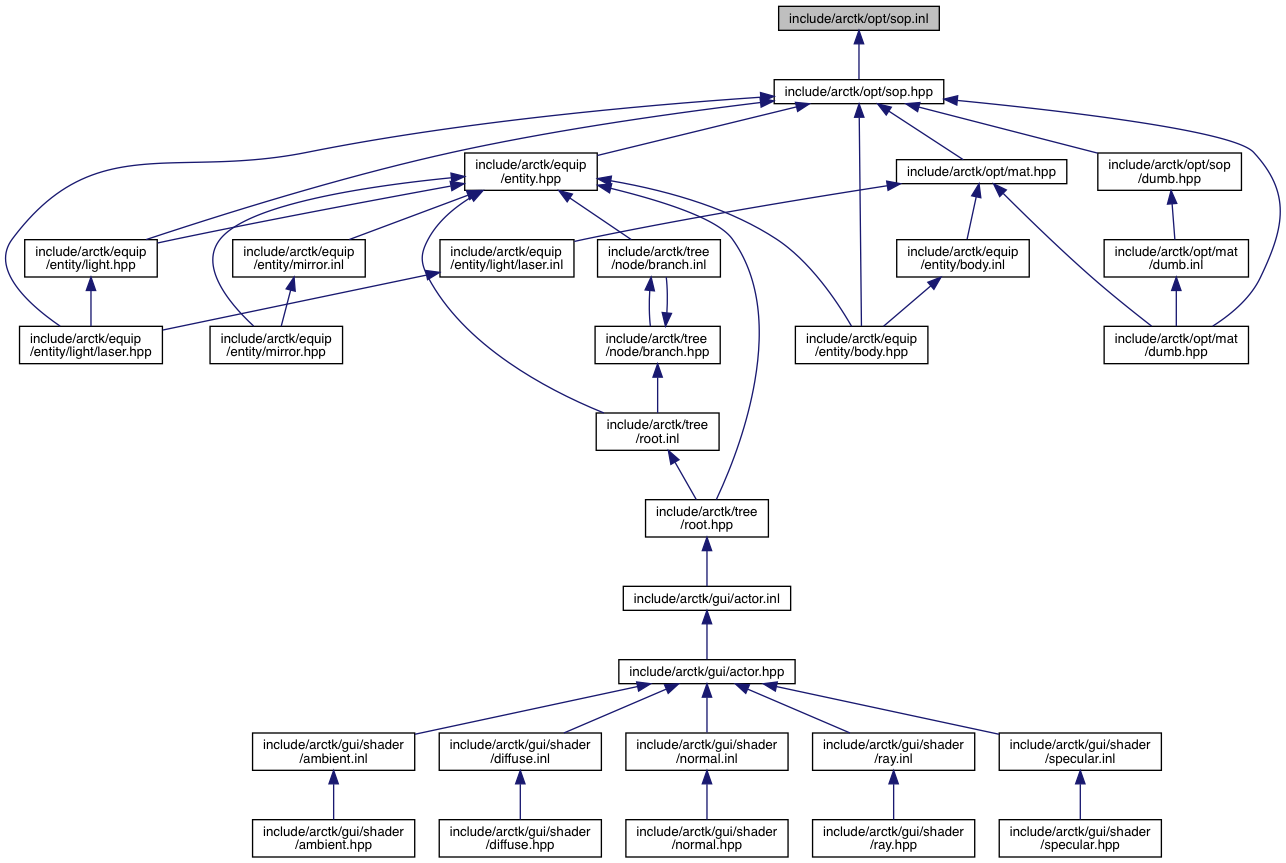 include/arctk/opt/sop.inl
include/arctk/opt/sop.hpp
include/arctk/equip
/entity.hpp
include/arctk/opt/mat.hpp
include/arctk/opt/sop
/dumb.hpp
include/arctk/equip
/entity/light.hpp
include/arctk/equip
/entity/mirror.inl
include/arctk/equip
/entity/light/laser.inl
include/arctk/tree
/node/branch.inl
include/arctk/equip
/entity/body.inl
include/arctk/opt/mat
/dumb.inl
include/arctk/equip
/entity/light/laser.hpp
include/arctk/equip
/entity/mirror.hpp
include/arctk/tree
/node/branch.hpp
include/arctk/equip
/entity/body.hpp
include/arctk/opt/mat
/dumb.hpp
include/arctk/tree
/root.inl
include/arctk/tree
/root.hpp
include/arctk/gui/actor.inl
include/arctk/gui/actor.hpp
include/arctk/gui/shader
/ambient.inl
include/arctk/gui/shader
/diffuse.inl
include/arctk/gui/shader
/normal.inl
include/arctk/gui/shader
/ray.inl
include/arctk/gui/shader
/specular.inl
include/arctk/gui/shader
/ambient.hpp
include/arctk/gui/shader
/diffuse.hpp
include/arctk/gui/shader
/normal.hpp
include/arctk/gui/shader
/ray.hpp
include/arctk/gui/shader
/specular.hpp